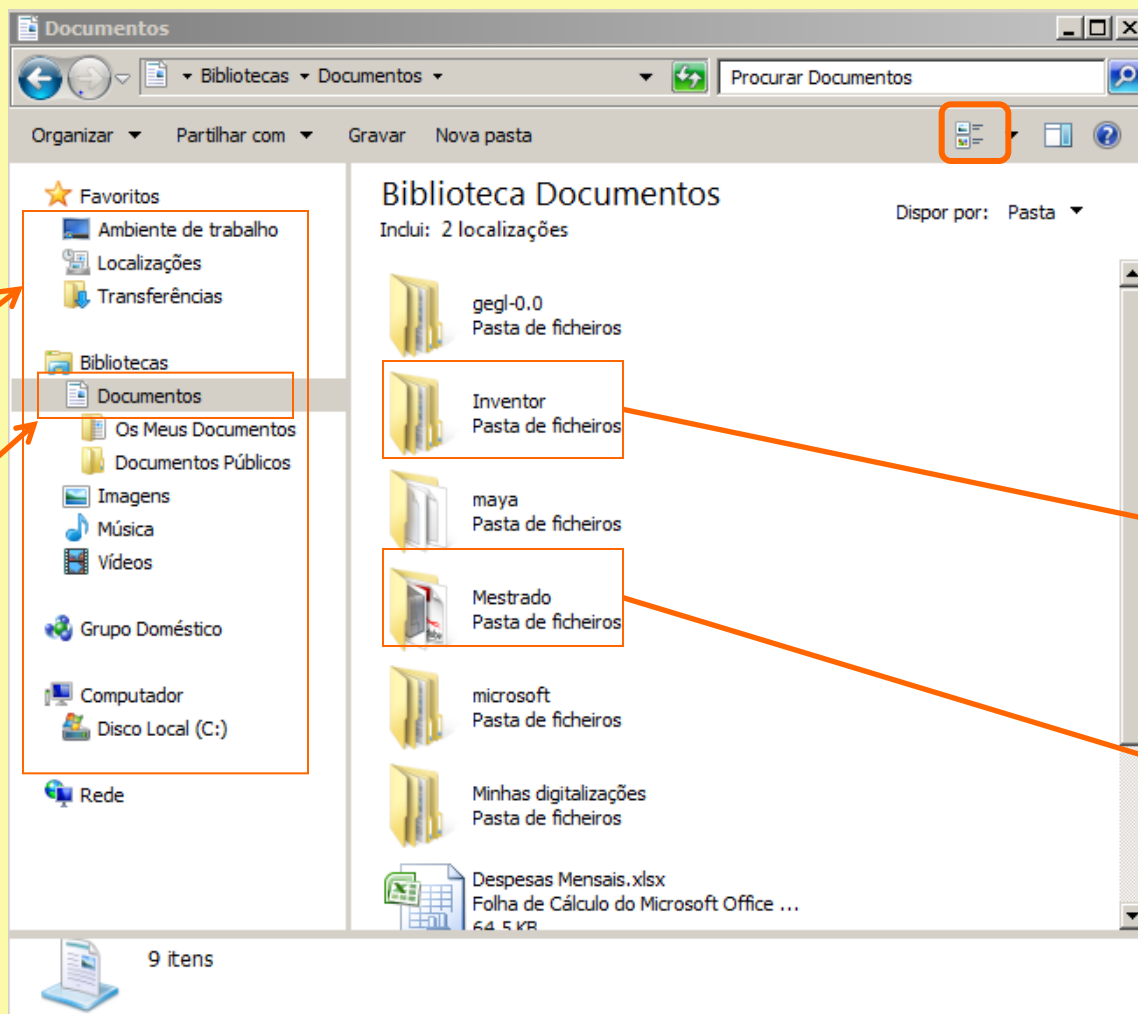 Documentos
Bibliotecas Documentos
Procurar Documentos
Organizar Partilhar com Gravar Nova pasta
Favoritos
Ambiente de trabalho
Localizações
Transferências
Bibliotecas
Documentos
Os Meus Documentos
Documentos Públicos
Imagens
Música
Vídeos
Grupo Doméstico
Computador
Disco Local (C:)
Rede
Biblioteca Documentos
Inclui: 2 localizações
Dispor por: Pasta
gegl-0.0
Pasta de ficheiros
Inventor
Pasta de ficheiros
maya
Pasta de ficheiros
Mestrado
Pasta de ficheiros
microsoft
Pasta de ficheiros
Minhas digitalizações
Pasta de ficheiros
Despesas Mensais.xlsx
Folha de Cálculo do Microsoft Office ...
64,5 KB
9 itens